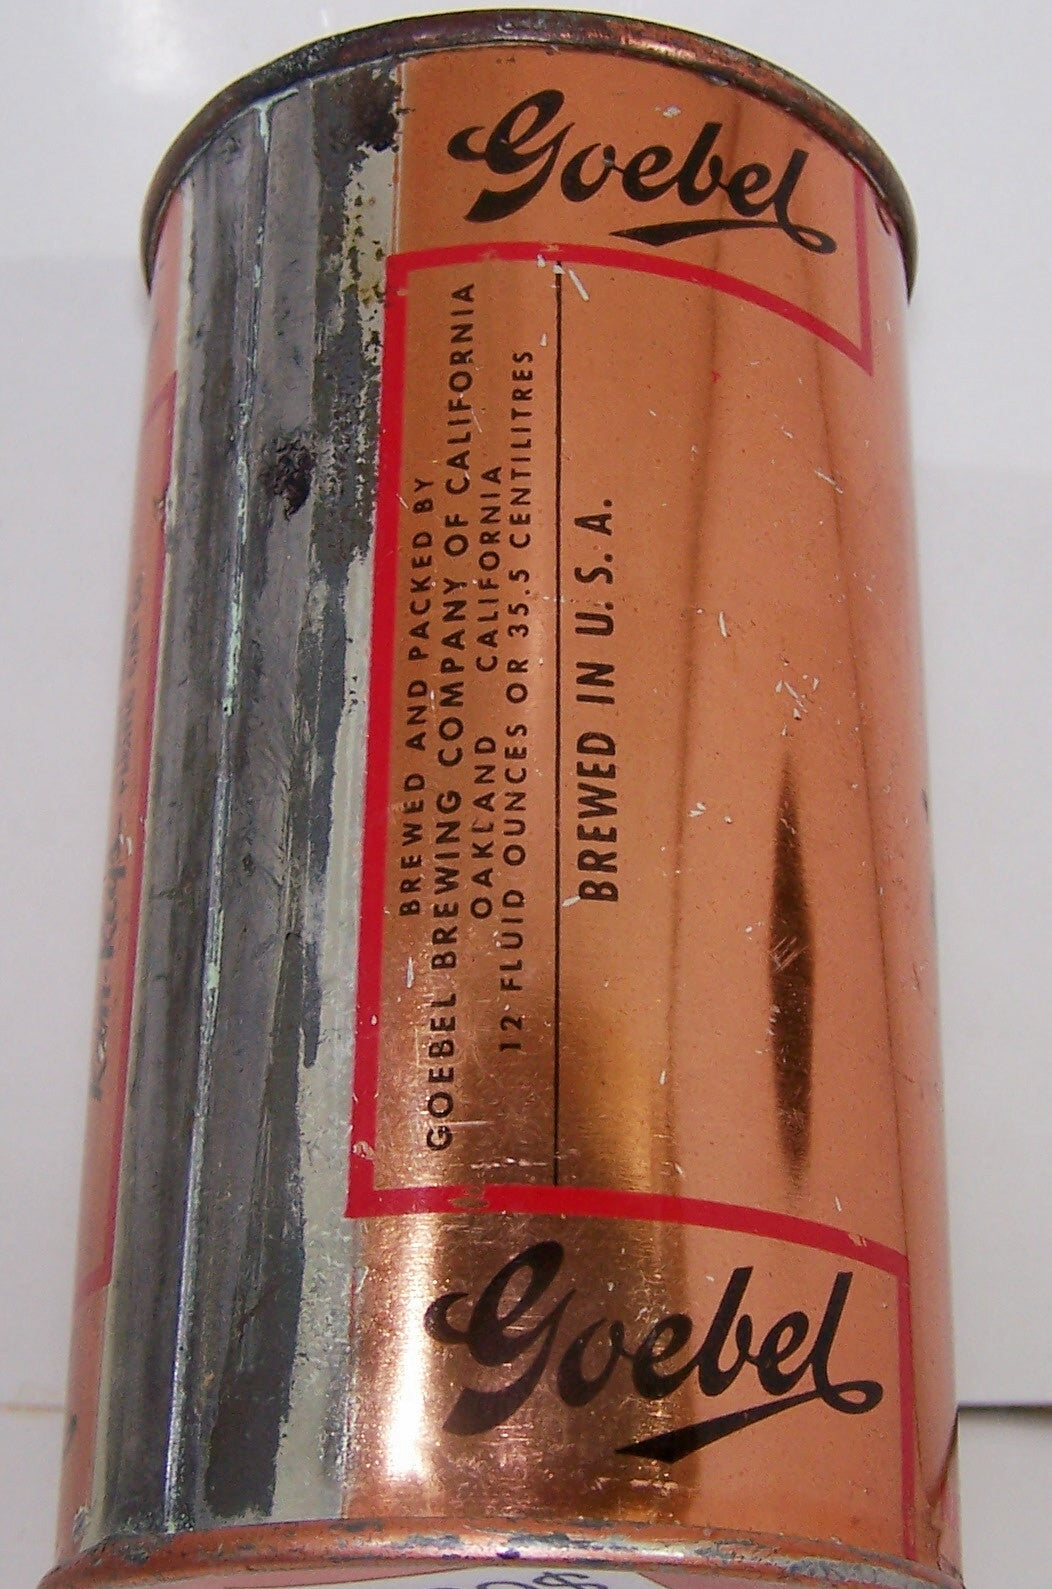 Goebel
BREWED AND PACKED BY
GOEBEL BREWING COMPANY OF CALIFORNIA
OAKLAND CALIFORNIA
12 FLUID OUNCES OR 35.5 CENTILITRES
BREWED IN U. S. A.
Goebel